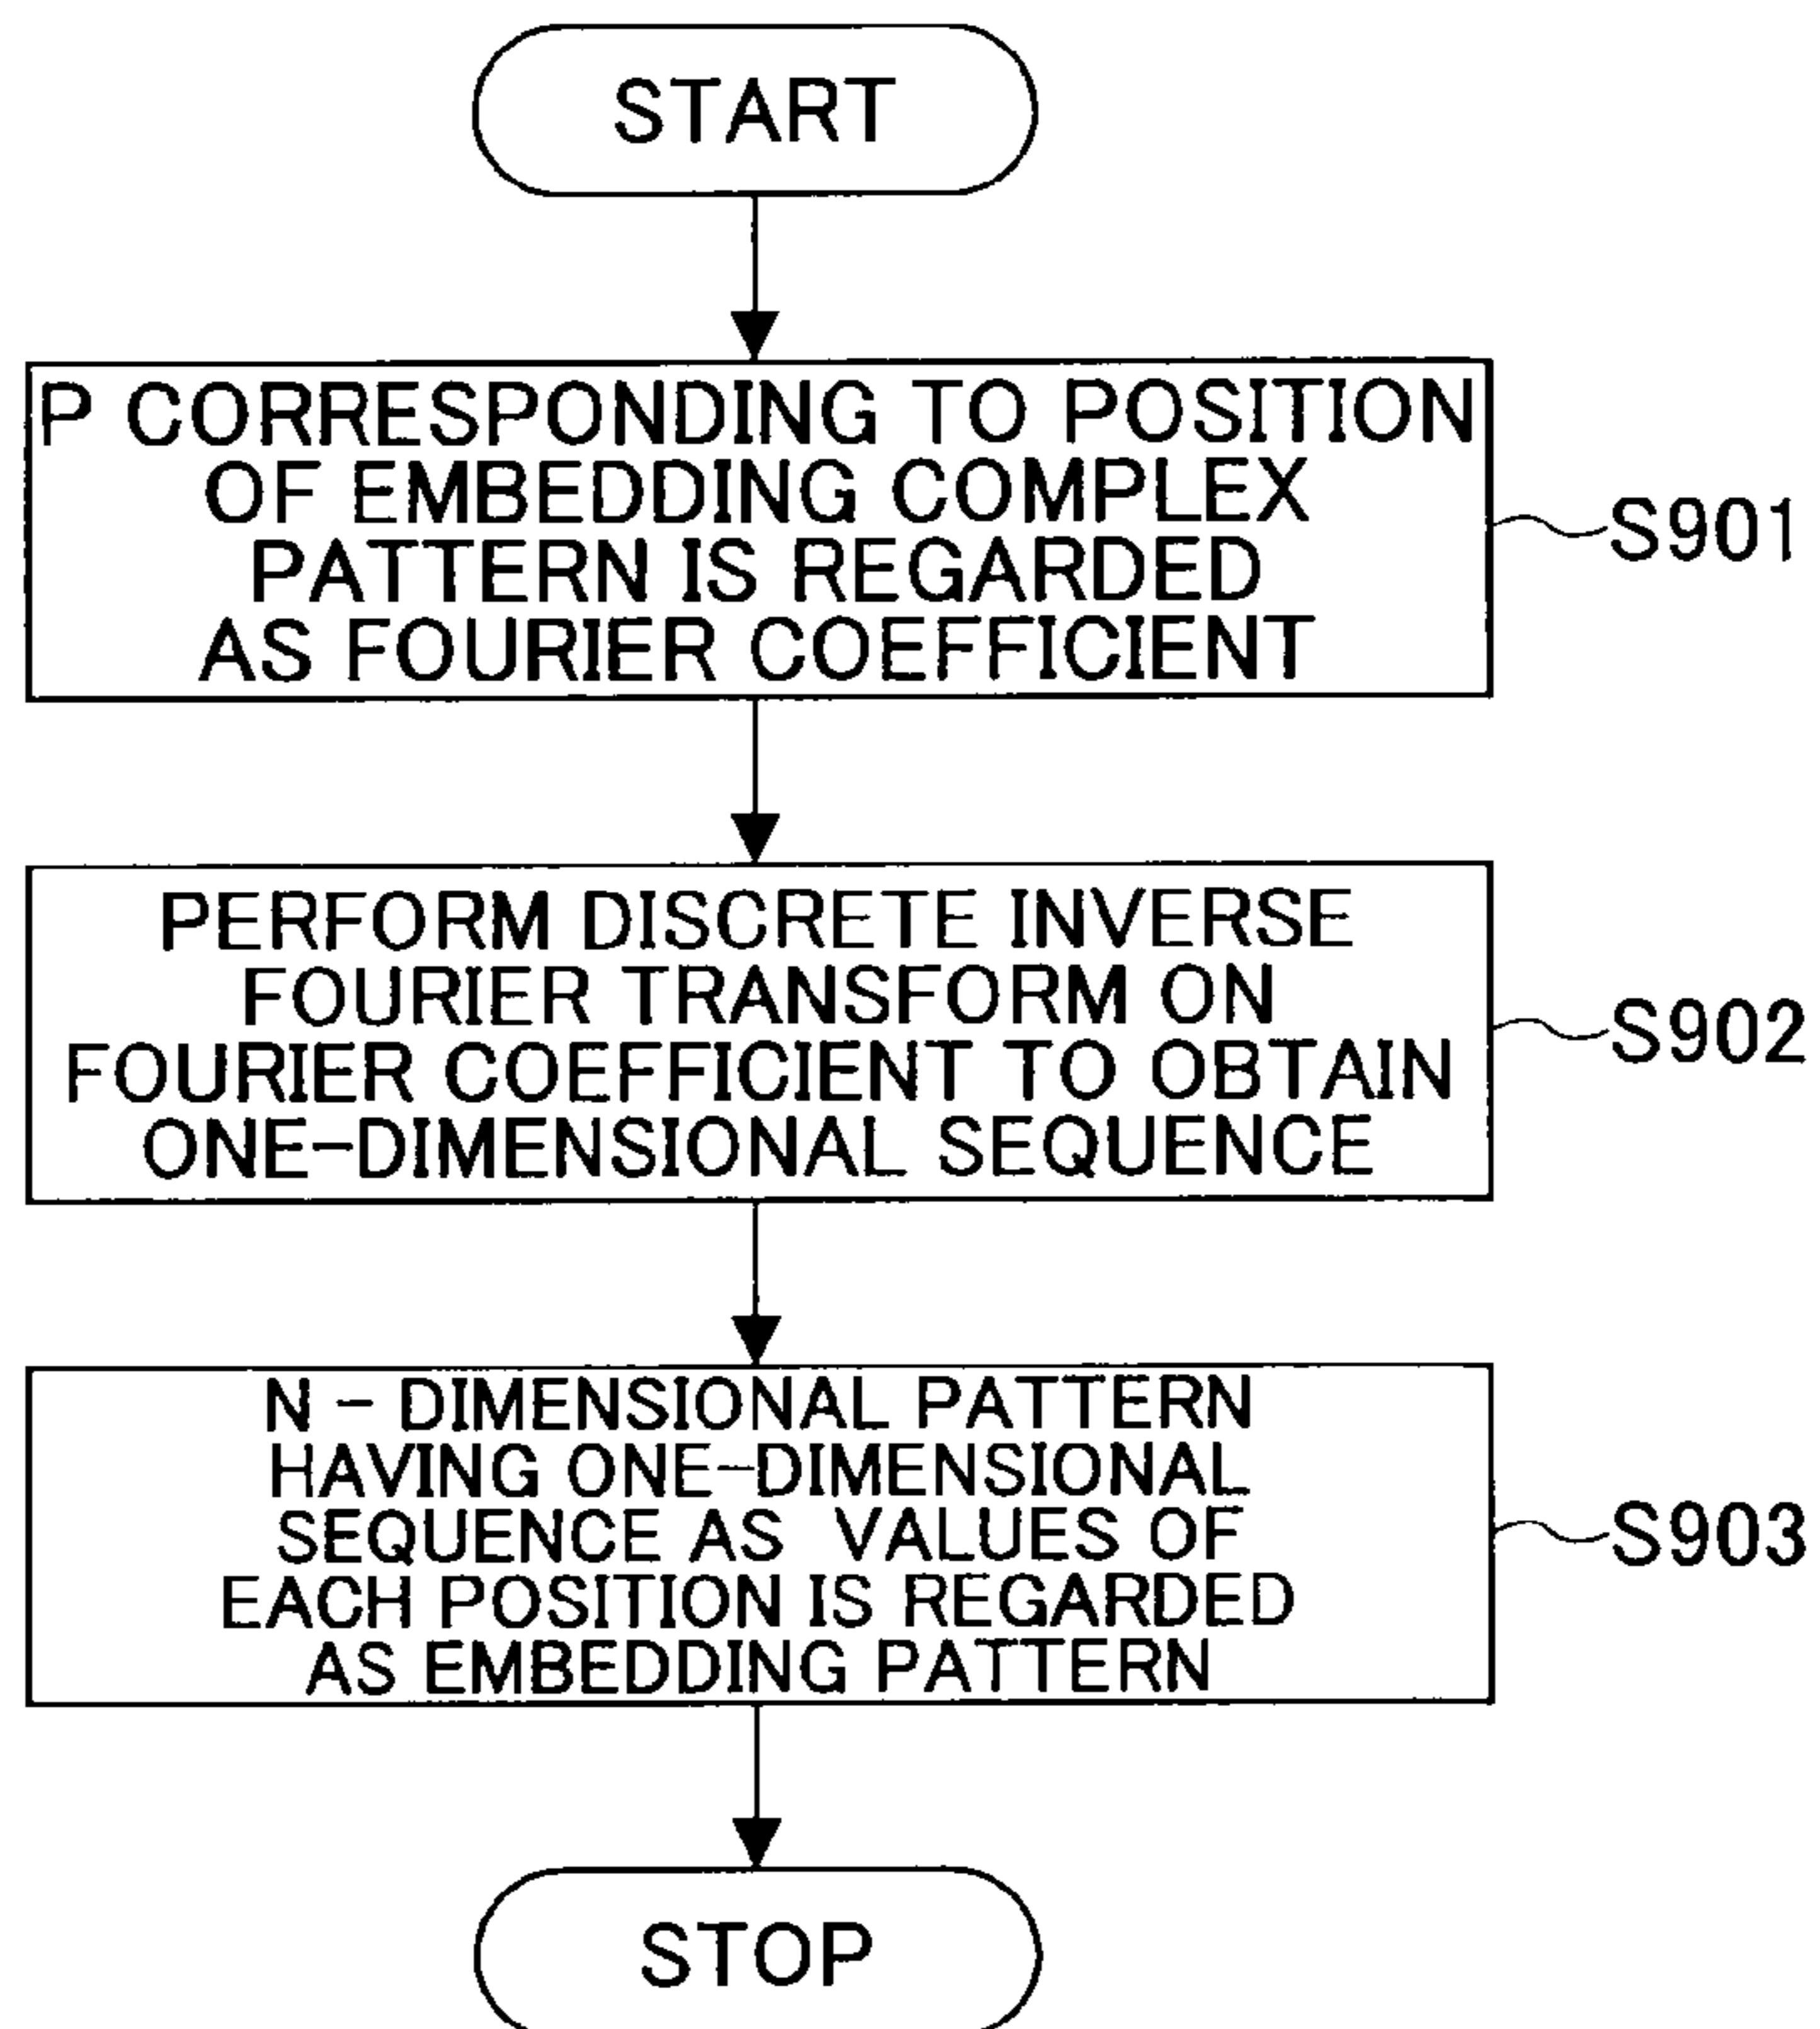 START
P CORRESPONDING TO POSITION
OF EMBEDDING COMPLEX
PATTERN IS REGARDED
AS FOURIER COEFFICIENT
S901
PERFORM DISCRETE INVERSE
FOURIER TRANSFORM ON
FOURIER COEFFICIENT TO OBTAIN
ONE-DIMENSIONAL SEQUENCE
S902
N - DIMENSIONAL PATTERN
HAVING ONE-DIMENSIONAL
SEQUENCE AS VALUES OF
EACH POSITION IS REGARDED
AS EMBEDDING PATTERN
S903
STOP